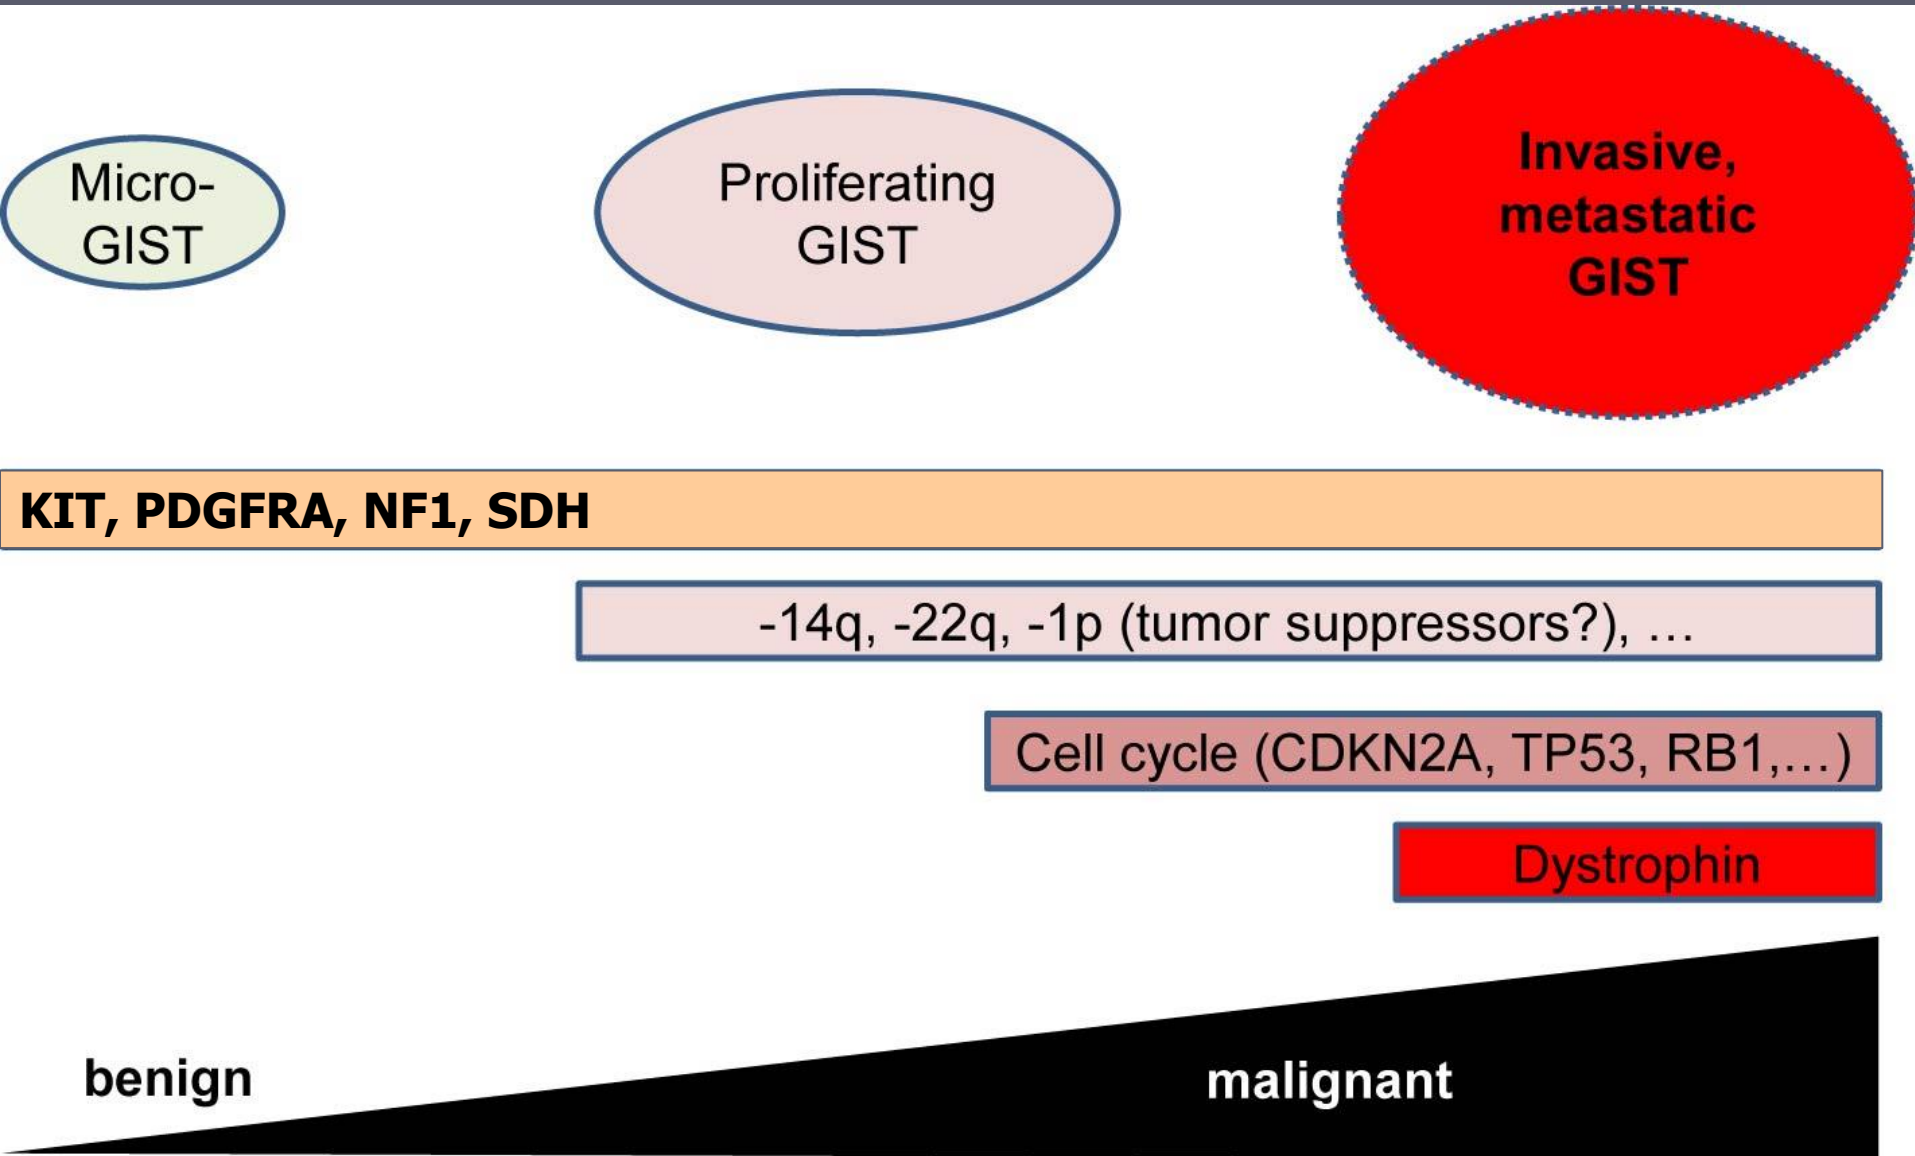 Micro-
GIST
Proliferating
GIST
Invasive,
metastatic
GIST
KIT, PDGFRA, NF1, SDH
-14q, -22q, -1p (tumor suppressors?), …
Cell cycle (CDKN2A, TP53, RB1,…)
Dystrophin
benign
malignant